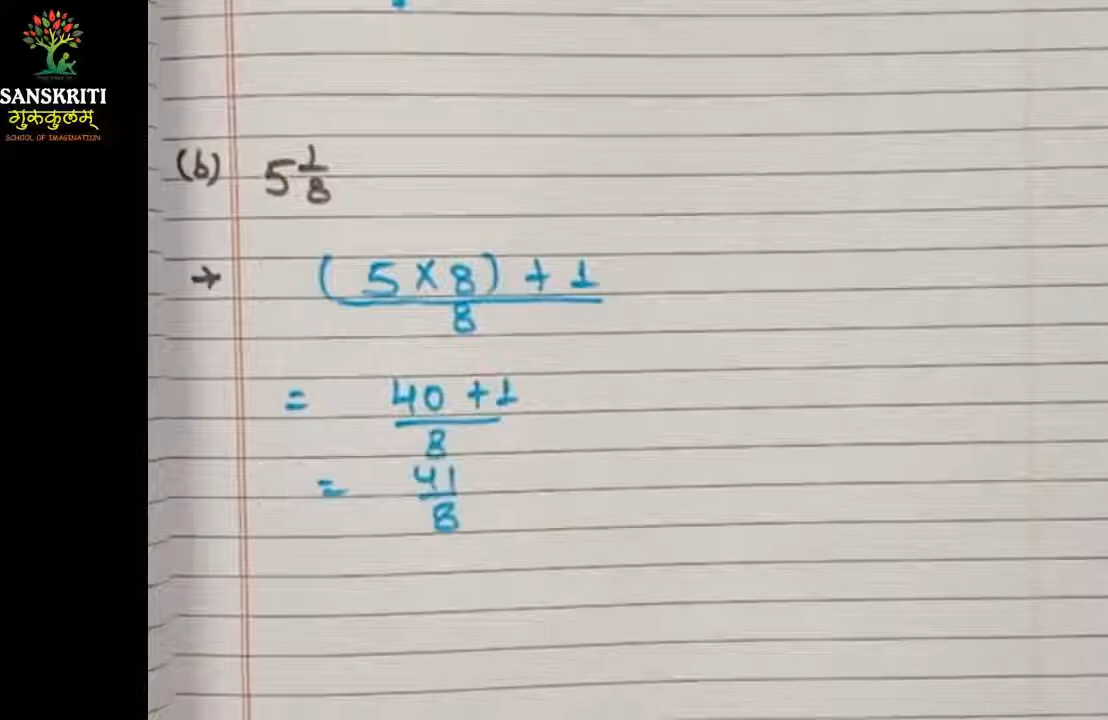 SANSKRITI
गुरुकुलम्
SCHOOL OF IMAGINATION
(b) 5 1/8
→ (5 × 8) + 1
8
= 40 + 1
8
= 41
8